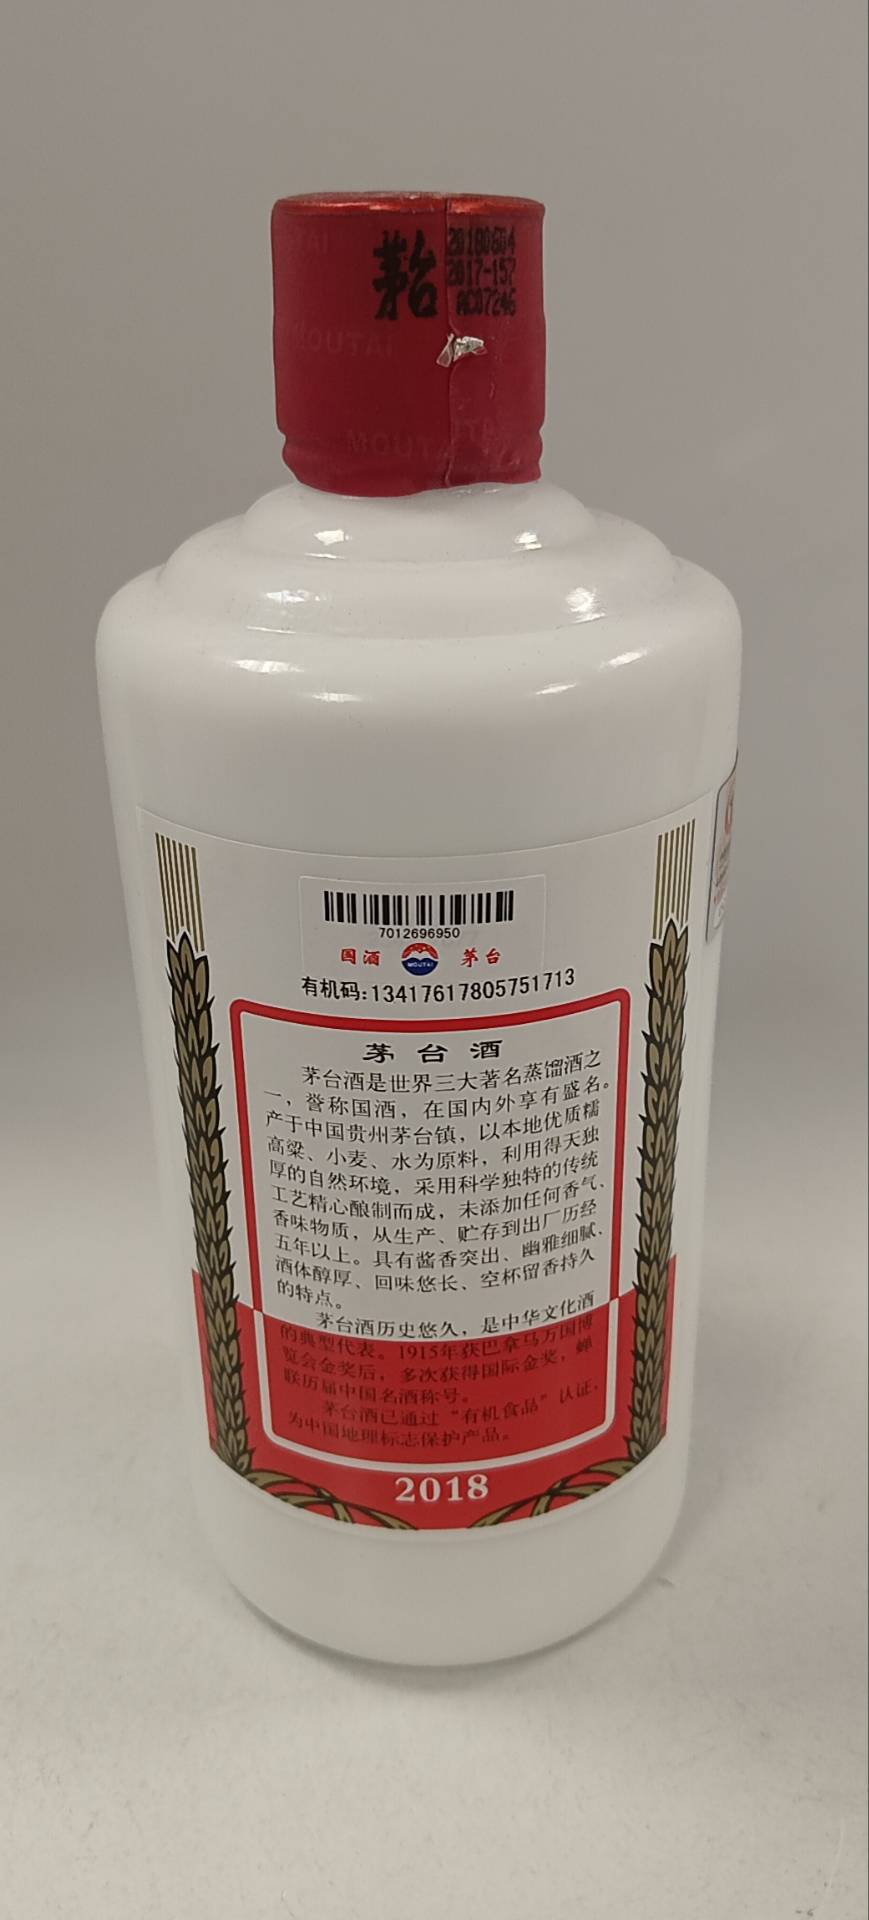 茅台
20180604
2017-157
AC07246
MOUTAI
MOUTAI
7012696950
国酒 MOUTAI 茅台
有机码:13417617805751713
茅台酒
茅台酒是世界三大著名蒸馏酒之
一，誉称国酒，在国内外享有盛名。
产于中国贵州茅台镇，以本地优质糯
高粱、小麦、水为原料，利用得天独
厚的自然环境，采用科学独特的传统
工艺精心酿制而成，未添加任何香气、
香味物质，从生产、贮存到出厂历经
五年以上。具有酱香突出、幽雅细腻、
酒体醇厚、回味悠长、空杯留香持久
的特点。
茅台酒历史悠久，是中华文化酒
的典型代表。1915年获巴拿马万国博
览会金奖后，多次获得国际金奖，蝉
联历届中国名酒称号。
茅台酒已通过“有机食品”认证，
为中国地理标志保护产品。
2018